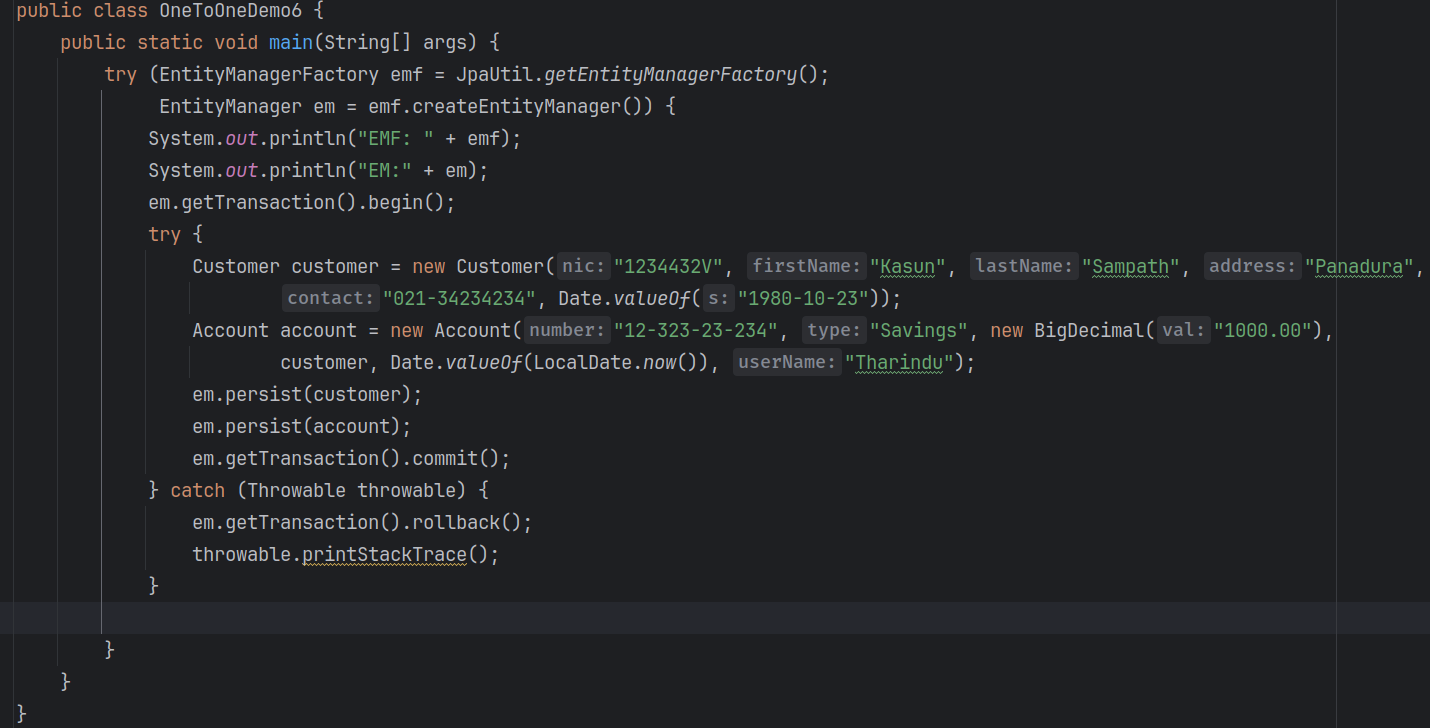 public class OneToOneDemo6 {
    public static void main(String[] args) {
        try (EntityManagerFactory emf = JpaUtil.getEntityManagerFactory();
             EntityManager em = emf.createEntityManager()) {
            System.out.println("EMF: " + emf);
            System.out.println("EM:" + em);
            em.getTransaction().begin();
            try {
                Customer customer = new Customer( nic: "1234432V", firstName: "Kasun", lastName: "Sampath", address: "Panadura",
                        contact: "021-34234234", Date.valueOf( s: "1980-10-23"));
                Account account = new Account( number: "12-323-23-234", type: "Savings", new BigDecimal( val: "1000.00"),
                        customer, Date.valueOf(LocalDate.now()), userName: "Tharindu");
                em.persist(customer);
                em.persist(account);
                em.getTransaction().commit();
            } catch (Throwable throwable) {
                em.getTransaction().rollback();
                throwable.printStackTrace();
            }
        }
    }
}